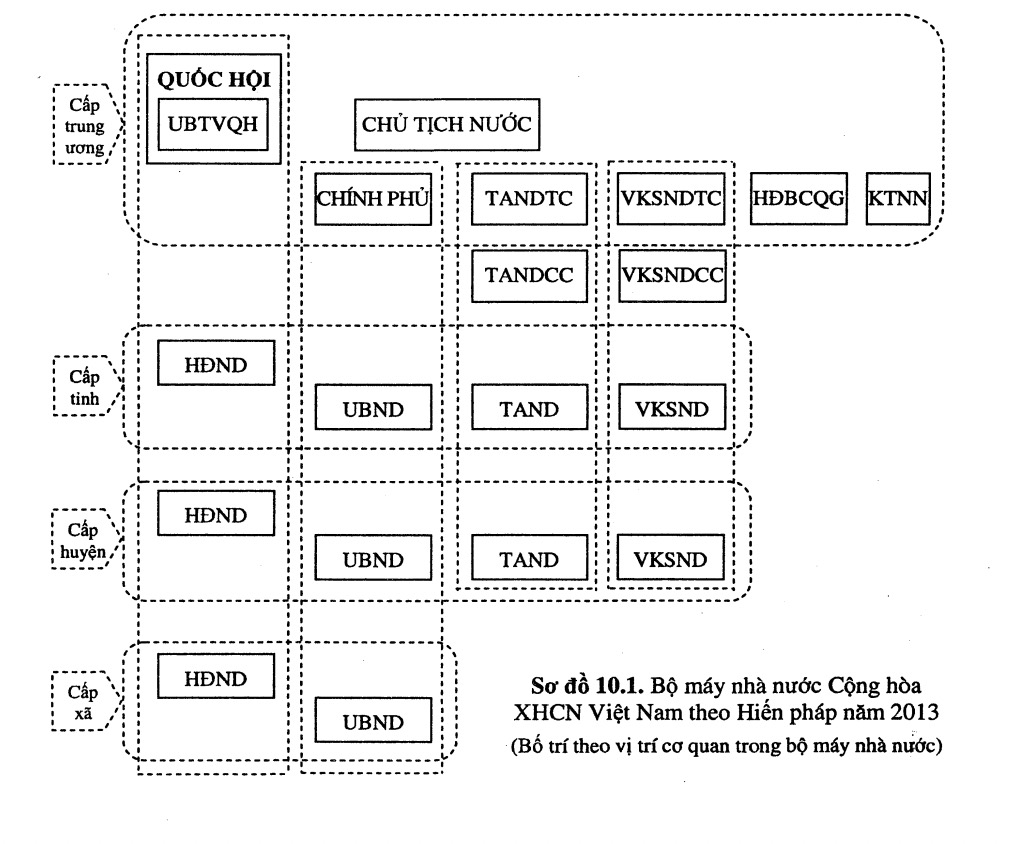 QUỐC HỘI
UBTVQH
Cấp
trung
ương
CHỦ TỊCH NƯỚC
CHÍNH PHỦ
TANDTC
VKSNDTC
HĐBCQG
KTNN
TANDCC
VKSNDCC
Cấp
tỉnh
HĐND
UBND
TAND
VKSND
Cấp
huyện
HĐND
UBND
TAND
VKSND
Cấp
xã
HĐND
UBND
Sơ đồ 10.1. Bộ máy nhà nước Cộng hòa
XHCN Việt Nam theo Hiến pháp năm 2013
(Bố trí theo vị trí cơ quan trong bộ máy nhà nước)